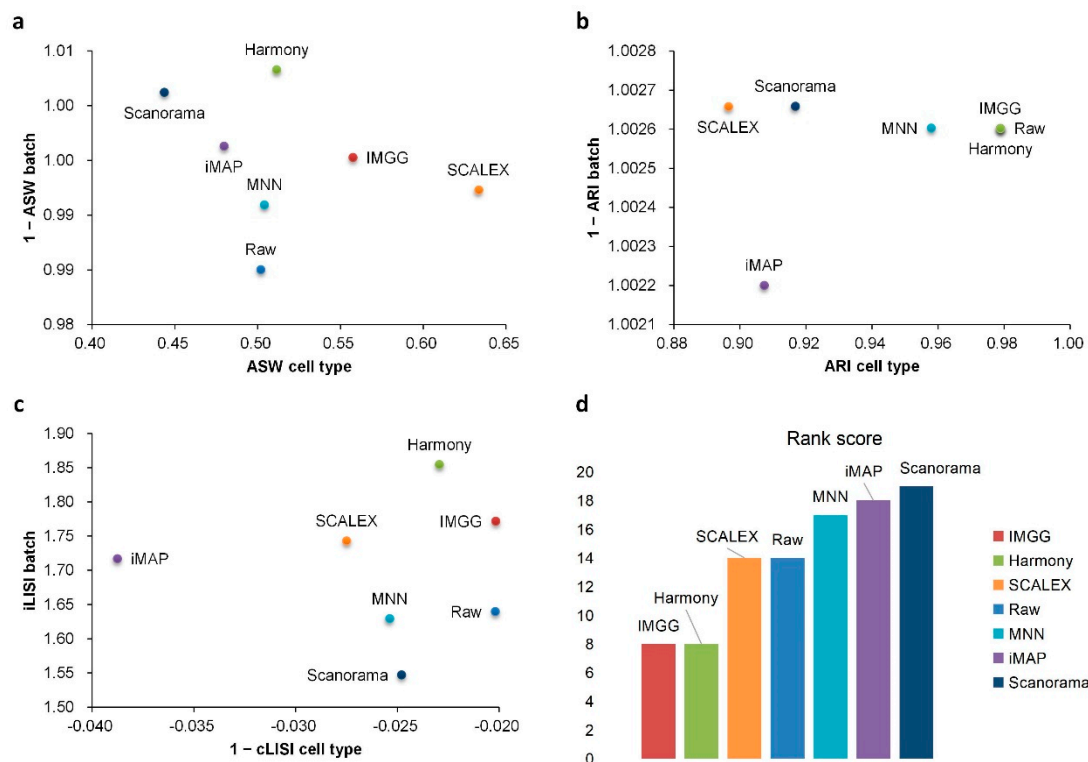 a
1.01
1.00
1.00
0.99
0.99
0.98
1 − ASW batch
Harmony
Scanorama
iMAP
IMGG
SCALEX
MNN
Raw
0.40 0.45 0.50 0.55 0.60 0.65
ASW cell type
b
1.0028
1.0027
1.0026
1.0025
1.0024
1.0023
1.0022
1.0021
1 − ARI batch
Scanorama
SCALEX
MNN
IMGG
Raw
Harmony
iMAP
0.88 0.90 0.92 0.94 0.96 0.98 1.00
ARI cell type
c
1.90
1.85
1.80
1.75
1.70
1.65
1.60
1.55
1.50
iLISI batch
Harmony
SCALEX
IMGG
iMAP
MNN
Raw
Scanorama
-0.040 -0.035 -0.030 -0.025 -0.020
1 − cLISI cell type
d
Rank score
20
18
16
14
12
10
8
6
4
2
0
IMGG
Harmony
SCALEX
Raw
MNN
iMAP
Scanorama
IMGG
Harmony
SCALEX
Raw
MNN
iMAP
Scanorama